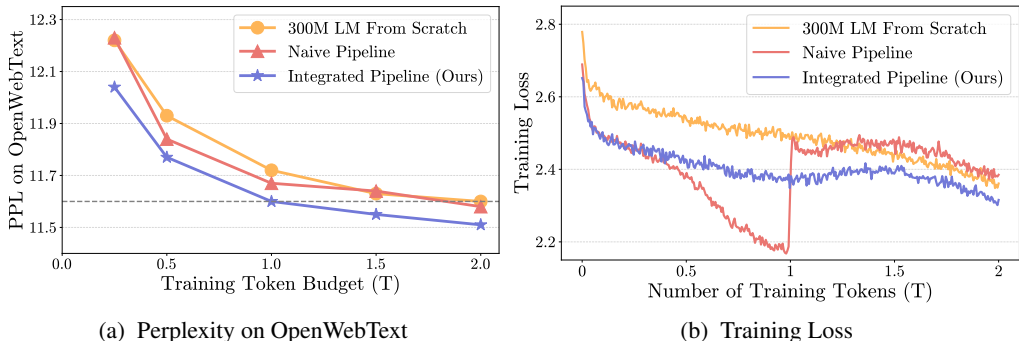 12.3
12.1
11.9
11.7
11.5
PPL on OpenWebText
300M LM From Scratch
Naive Pipeline
Integrated Pipeline (Ours)
0.0 0.5 1.0 1.5 2.0
Training Token Budget (T)
(a) Perplexity on OpenWebText
2.8
2.6
2.4
2.2
Training Loss
300M LM From Scratch
Naive Pipeline
Integrated Pipeline (Ours)
0 0.5 1 1.5 2
Number of Training Tokens (T)
(b) Training Loss